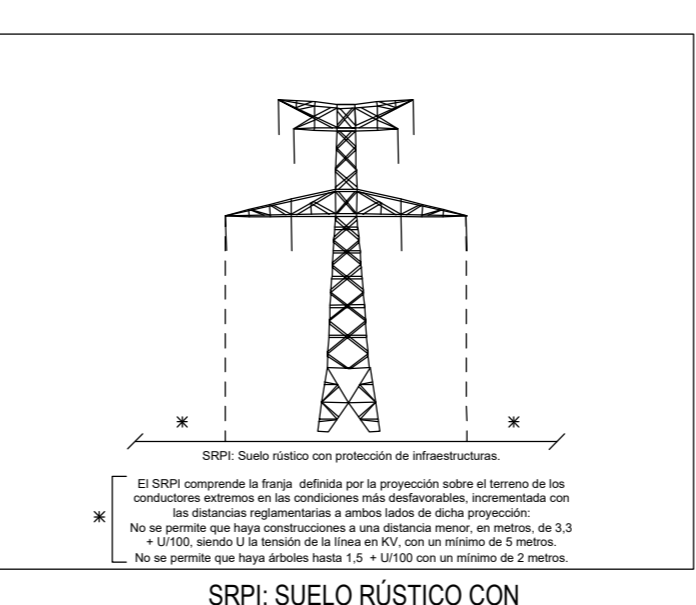 *
*
SRPI: Suelo rústico con protección de infraestructuras.
El SRPI comprende la franja definida por la proyección sobre el terreno de los
conductores extremos en las condiciones más desfavorables, incrementada con
las distancias reglamentarias a ambos lados de dicha proyección:
*
No se permite que haya construcciones a una distancia menor, en metros, de 3,3
+ U/100, siendo U la tensión de la línea en KV, con un mínimo de 5 metros.
No se permite que haya árboles hasta 1,5 + U/100 con un mínimo de 2 metros.
SRPI: SUELO RÚSTICO CON